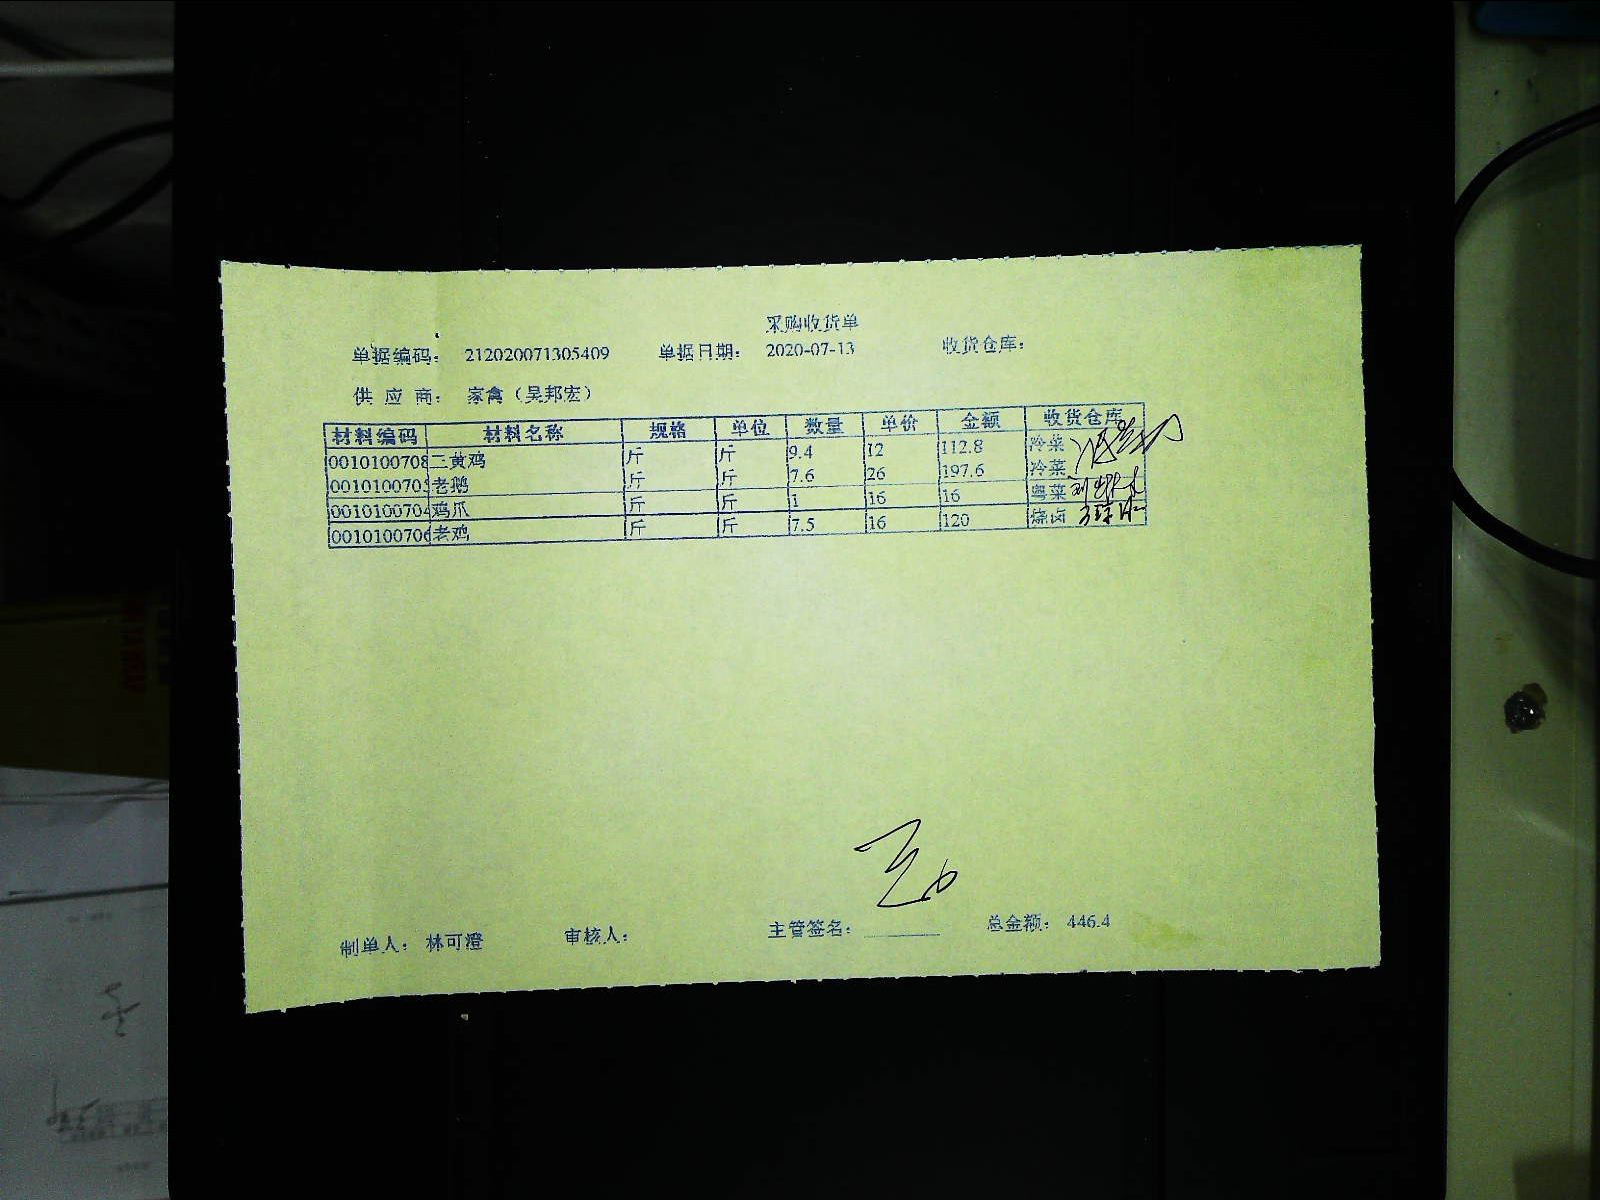 采购收货单
单据编码: 212020071305409 单据日期: 2020-07-13 收货仓库:
供 应 商: 家禽(吴邦宏)
材料编码 材料名称 规格 单位 数量 单价 金额 收货仓库
0010100708 三黄鸡 斤 斤 9.4 12 112.8 冷菜
001010070 老鹅 斤 斤 7.6 26 197.6 冷菜
0010100704 鸡爪 斤 斤 1 16 16 粤菜
001010070 老鸡 斤 斤 7.5 16 120 烧卤
制单人: 林可澄 审核人: 主管签名: 总金额: 446.4